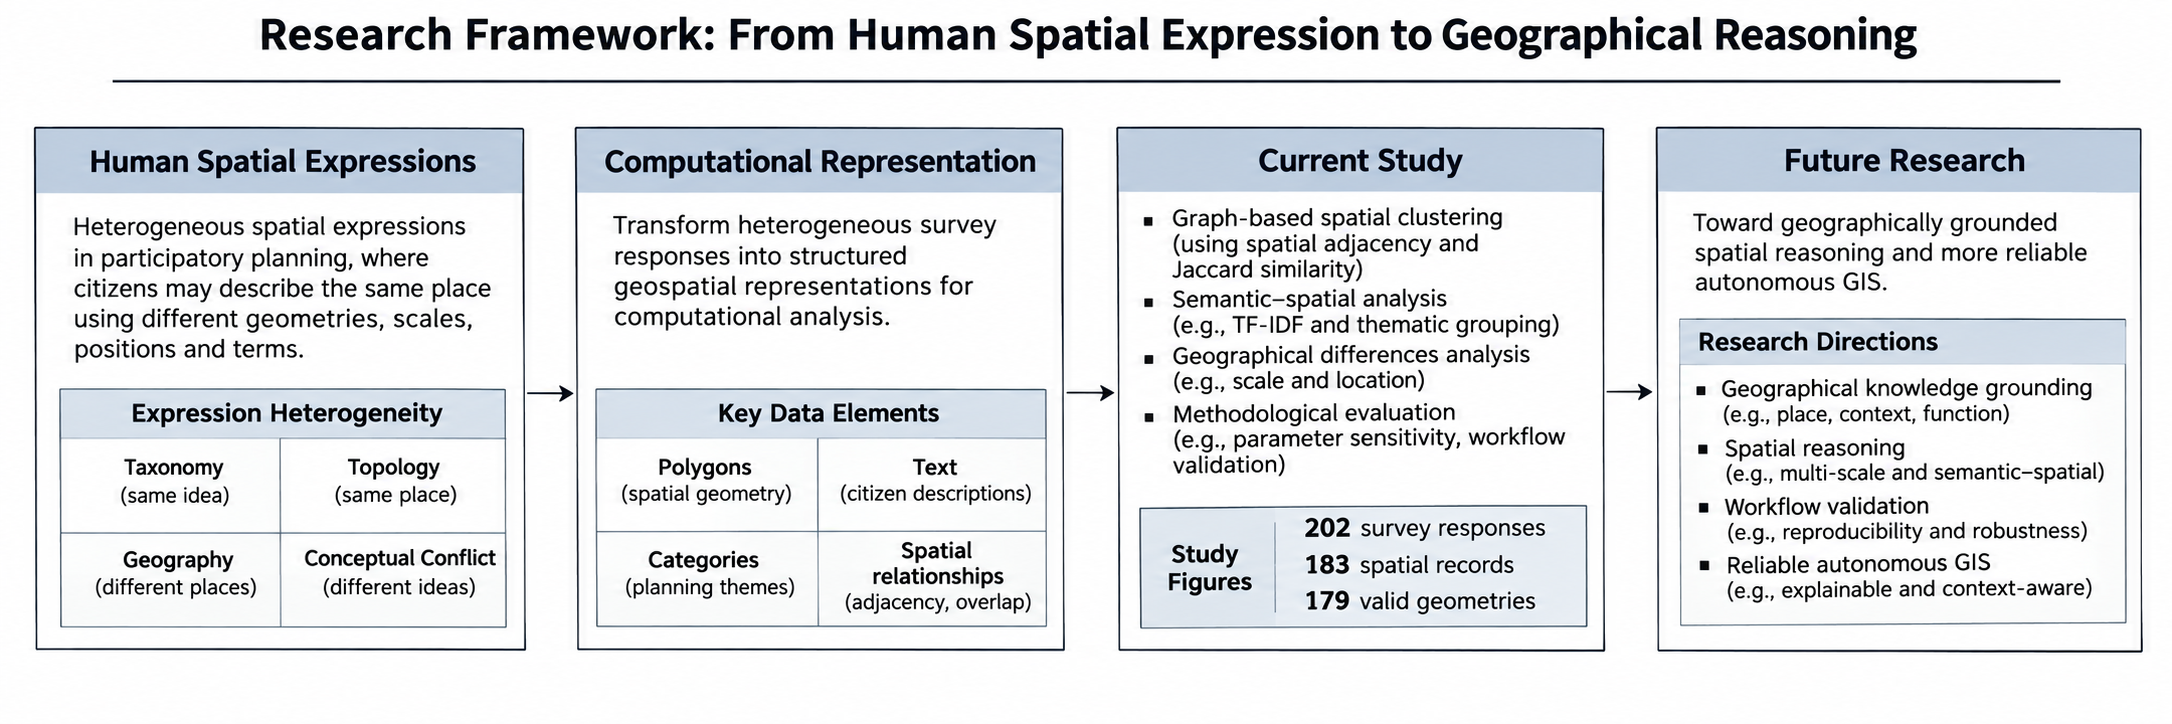 Research Framework: From Human Spatial Expression to Geographical Reasoning
Human Spatial Expressions
Heterogeneous spatial expressions
in participatory planning, where
citizens may describe the same place
using different geometries, scales,
positions and terms.
Expression Heterogeneity
Taxonomy
(same idea)
Topology
(same place)
Geography
(different places)
Conceptual Conflict
(different ideas)
Computational Representation
Transform heterogeneous survey
responses into structured
geospatial representations for
computational analysis.
Key Data Elements
Polygons
(spatial geometry)
Text
(citizen descriptions)
Categories
(planning themes)
Spatial
relationships
(adjacency, overlap)
Current Study
▪ Graph-based spatial clustering
(using spatial adjacency and
Jaccard similarity)
▪ Semantic–spatial analysis
(e.g., TF-IDF and thematic grouping)
▪ Geographical differences analysis
(e.g., scale and location)
▪ Methodological evaluation
(e.g., parameter sensitivity, workflow
validation)
Study
Figures
202 survey responses
183 spatial records
179 valid geometries
Future Research
Toward geographically grounded
spatial reasoning and more reliable
autonomous GIS.
Research Directions
▪ Geographical knowledge grounding
(e.g., place, context, function)
▪ Spatial reasoning
(e.g., multi-scale and semantic–spatial)
▪ Workflow validation
(e.g., reproducibility and robustness)
▪ Reliable autonomous GIS
(e.g., explainable and context-aware)